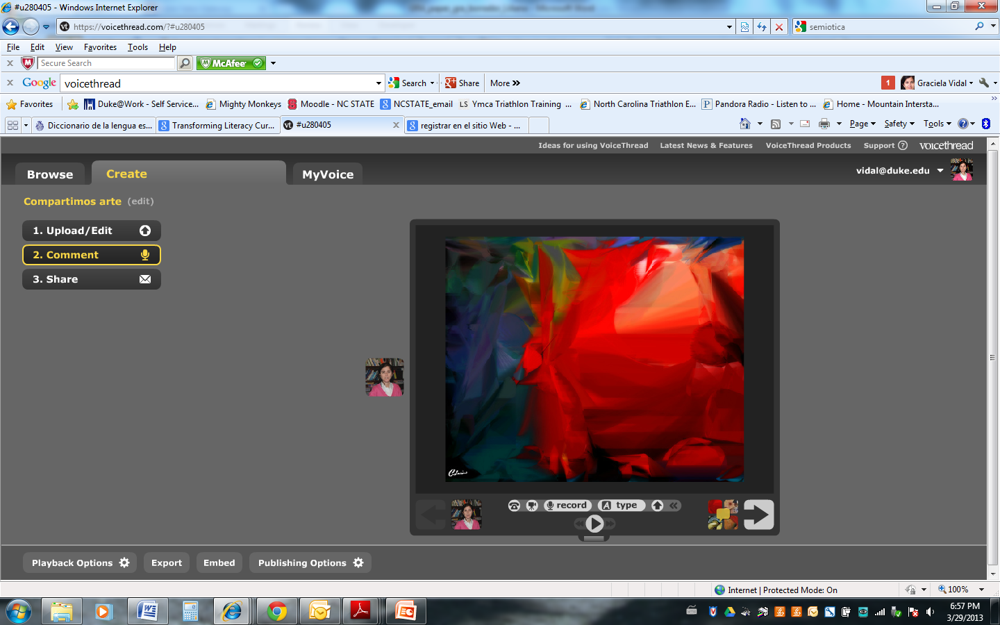 #u280405 - Windows Internet Explorer
vt https://voicethread.com/?#u280405
semiotica
File Edit View Favorites Tools Help
x Secure Search McAfee
x Google voicethread Search Share More »
1 Graciela Vidal
Favorites Duke@Work - Self Service... Mighty Monkeys Moodle - NC STATE NCSTATE_email LS Ymca Triathlon Training ... North Carolina Triathlon E... P Pandora Radio - Listen to ... Home - Mountain Intersta...
Diccionario de la lengua es... Transforming Literacy Cur... vt #u280405 x registrar en el sitio Web - ...
Page Safety Tools
Ideas for using VoiceThread Latest News & Features VoiceThread Products Support ? voicethread
Browse Create MyVoice
vidal@duke.edu
Compartimos arte (edit)
1. Upload/Edit
2. Comment
3. Share
record A type
Playback Options Export Embed Publishing Options
Internet | Protected Mode: On
100%
6:57 PM
3/29/2013